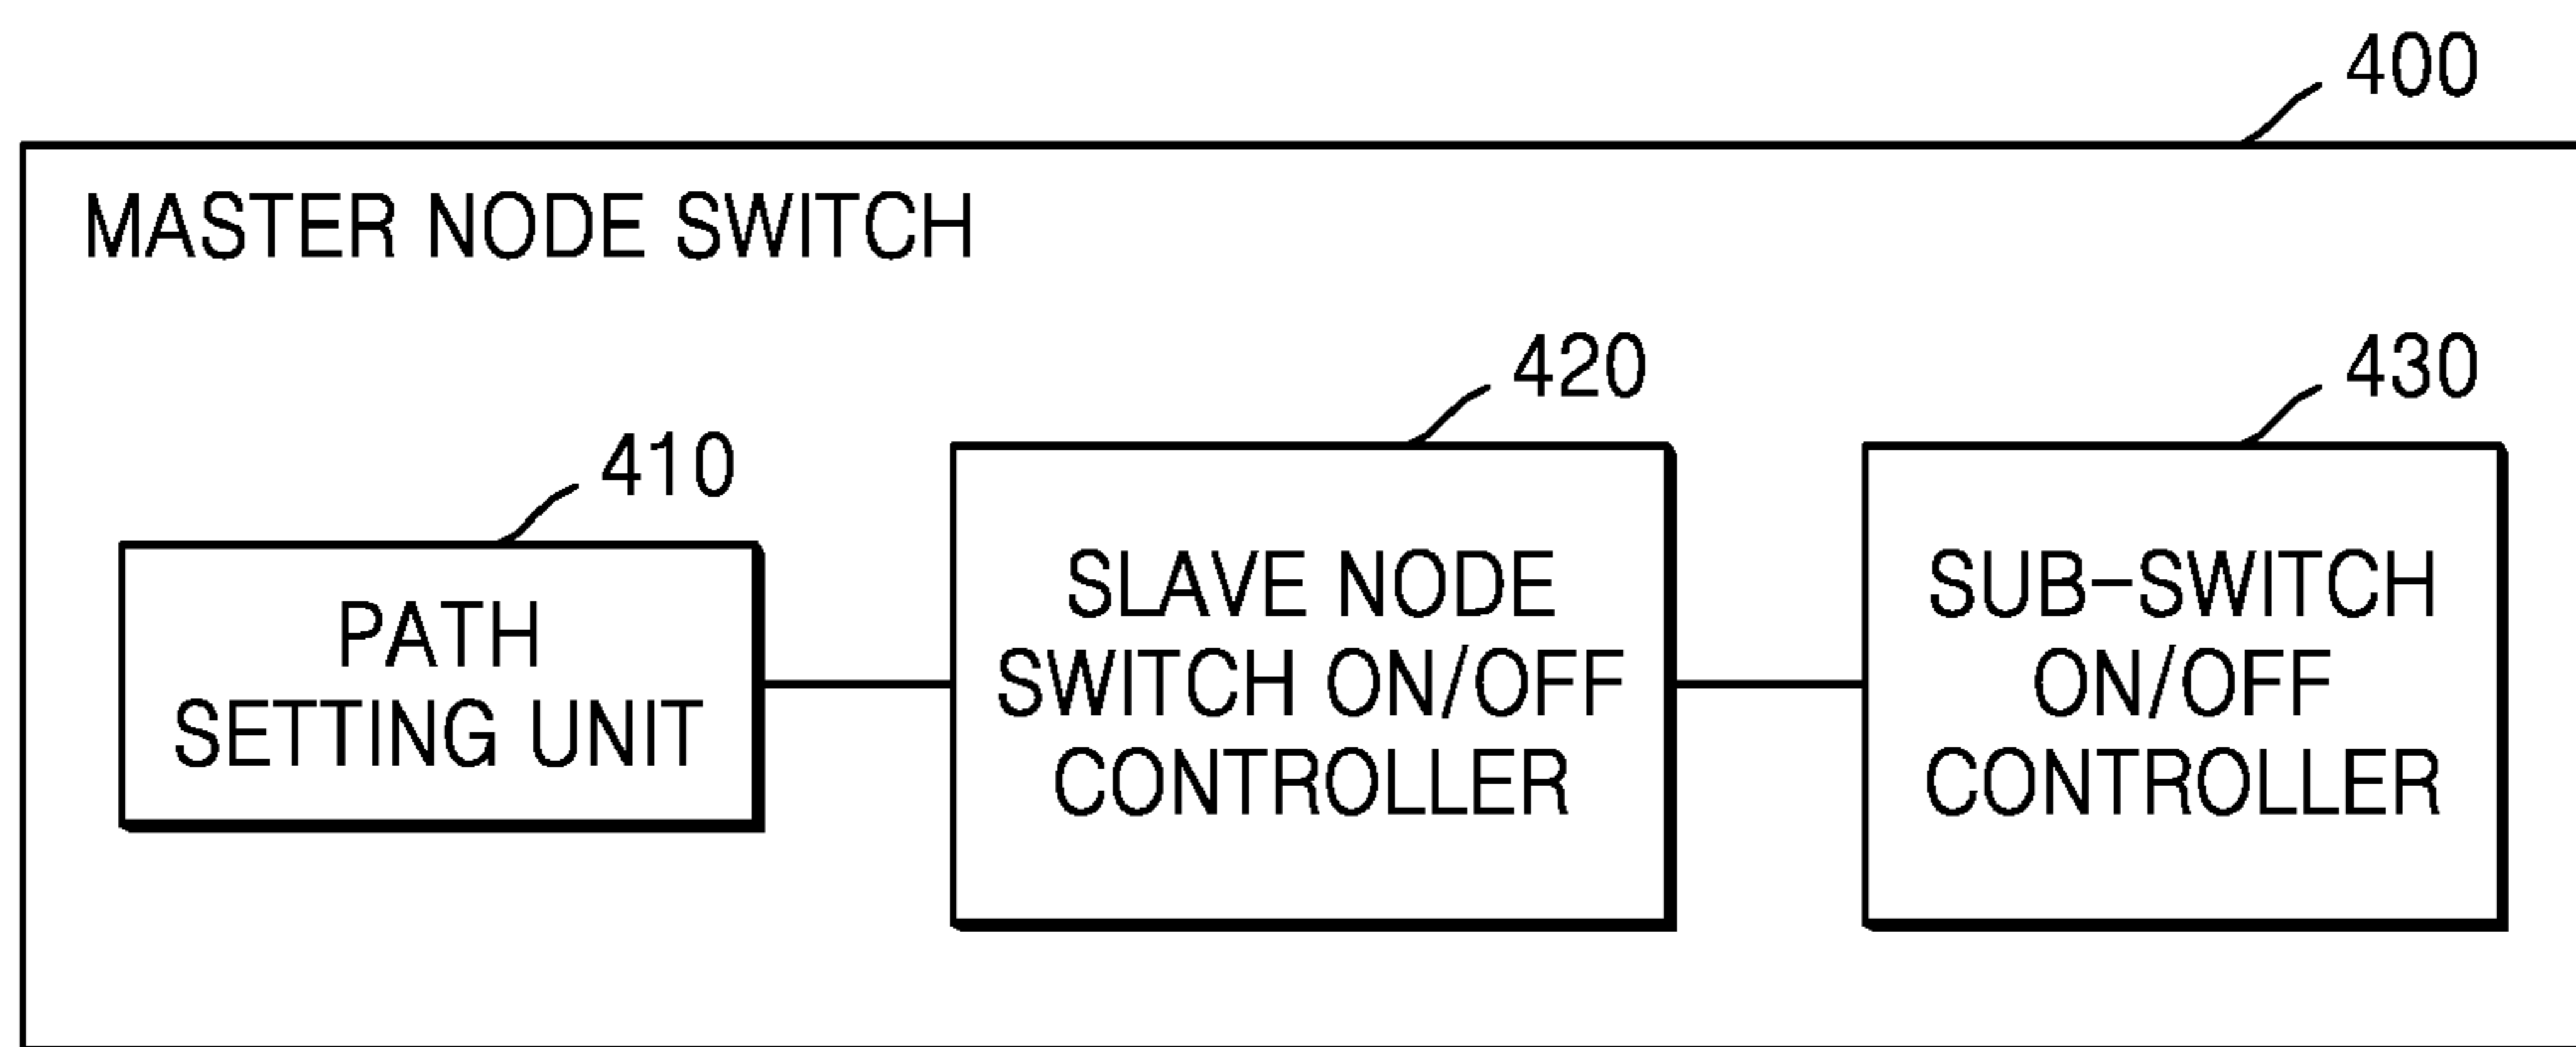 400
MASTER NODE SWITCH
410
PATH
SETTING UNIT
420
SLAVE NODE
SWITCH ON/OFF
CONTROLLER
430
SUB-SWITCH
ON/OFF
CONTROLLER